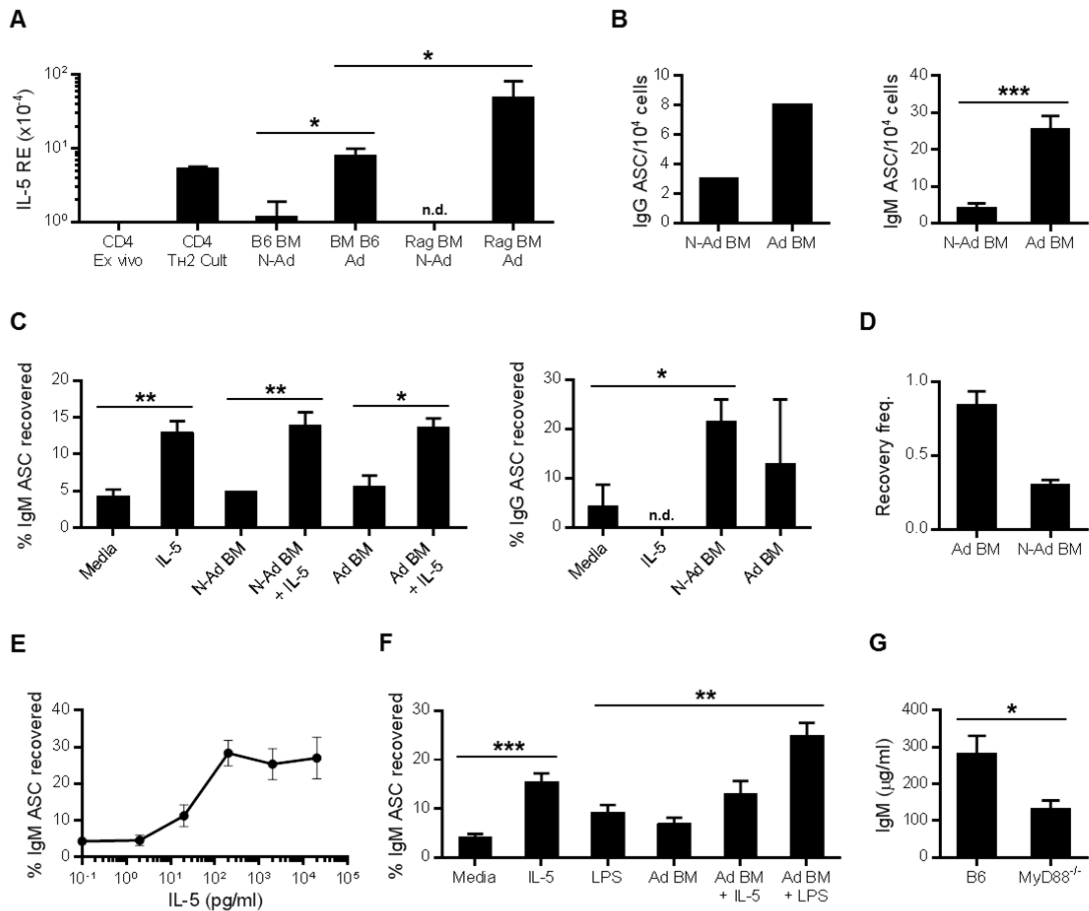 A
IL-5 RE (x10⁻⁴)
10²
10¹
10⁰
*
*
n.d.
CD4 Ex vivo
CD4 TH2 Cult
B6 BM N-Ad
BM B6 Ad
Rag BM N-Ad
Rag BM Ad
B
IgG ASC/10⁴ cells
10
8
6
4
2
0
N-Ad BM
Ad BM
IgM ASC/10⁴ cells
40
30
20
10
0
***
N-Ad BM
Ad BM
C
% IgM ASC recovered
20
15
10
5
0
**
**
*
Media
IL-5
N-Ad BM
N-Ad BM + IL-5
Ad BM
Ad BM + IL-5
% IgG ASC recovered
30
20
10
0
*
n.d.
Media
IL-5
N-Ad BM
Ad BM
D
Recovery freq.
1.0
0.5
0.0
Ad BM
N-Ad BM
E
% IgM ASC recovered
40
30
20
10
0
10⁻¹
10⁰
10¹
10²
10³
10⁴
10⁵
IL-5 (pg/ml)
F
% IgM ASC recovered
30
20
10
0
***
**
Media
IL-5
LPS
Ad BM
Ad BM + IL-5
Ad BM + LPS
G
IgM (μg/ml)
400
300
200
100
0
*
B6
MyD88⁻/⁻